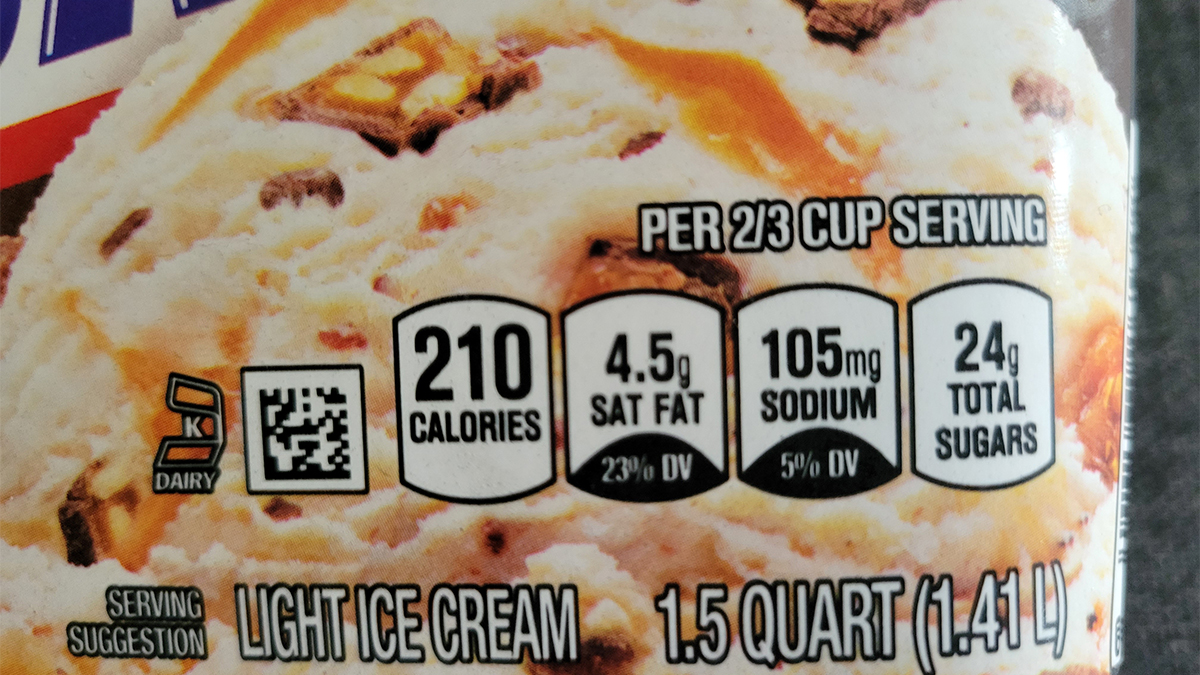 PER 2/3 CUP SERVING
210
CALORIES
4.5g
SAT FAT
23% DV
105mg
SODIUM
5% DV
24g
TOTAL
SUGARS
K
DAIRY
SERVING
SUGGESTION
LIGHT ICE CREAM
1.5 QUART (1.41 L)